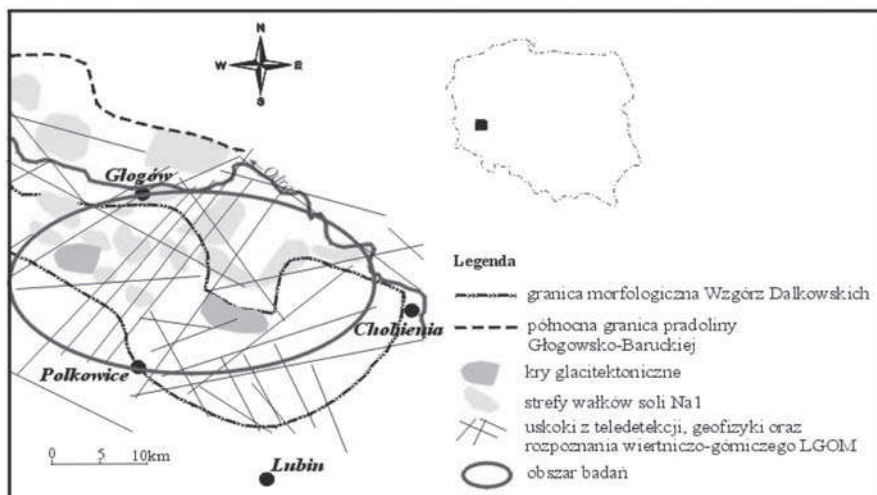 N
W
E
S
Głogów
Odra
Chobienia
Polkowice
Lubin
0 5 10km
Legenda
granica morfologiczna Wzgórz Dalkowskich
północna granica pradoliny
Głogowsko-Baruckiej
kry glacitektoniczne
strefy wałków soli Na1
uskoki z teledetekcji, geofizyki oraz
rozpoznania wiertniczo-górniczego LGOM
obszar badań